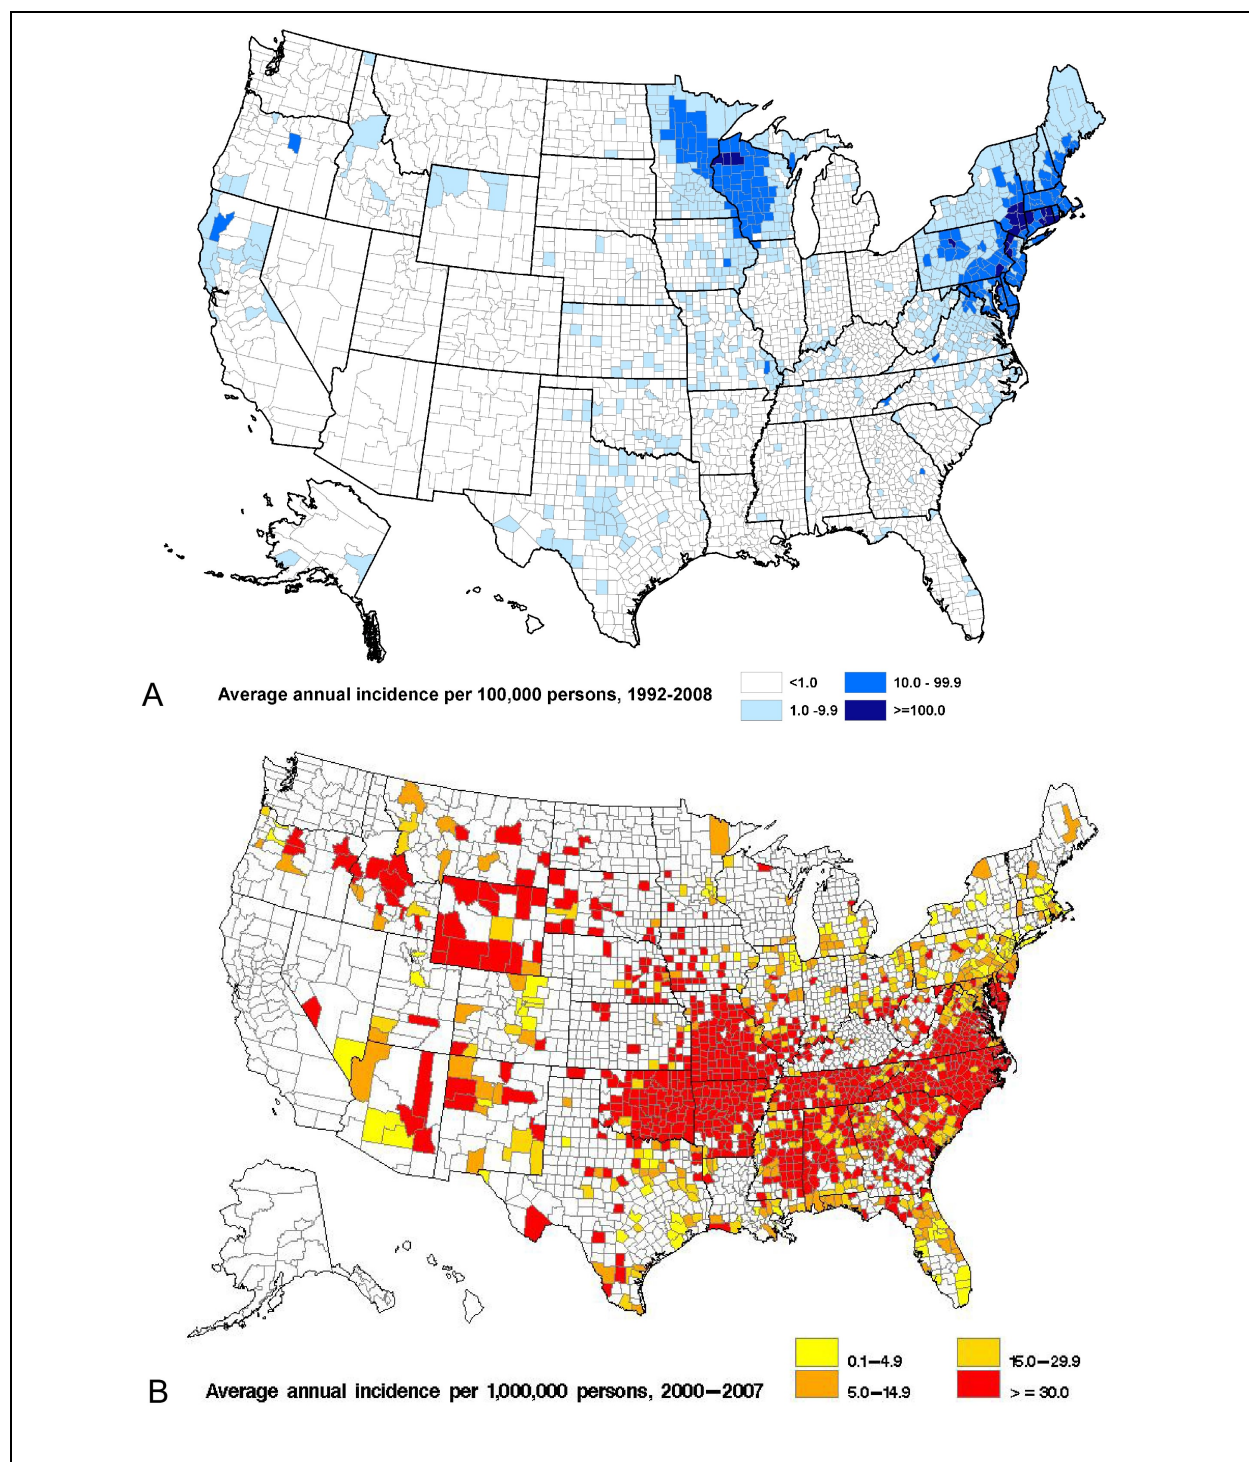 A
Average annual incidence per 100,000 persons, 1992-2008
<1.0
10.0 - 99.9
1.0 -9.9
>=100.0
B
Average annual incidence per 1,000,000 persons, 2000−2007
0.1−4.9
15.0−29.9
5.0−14.9
> = 30.0